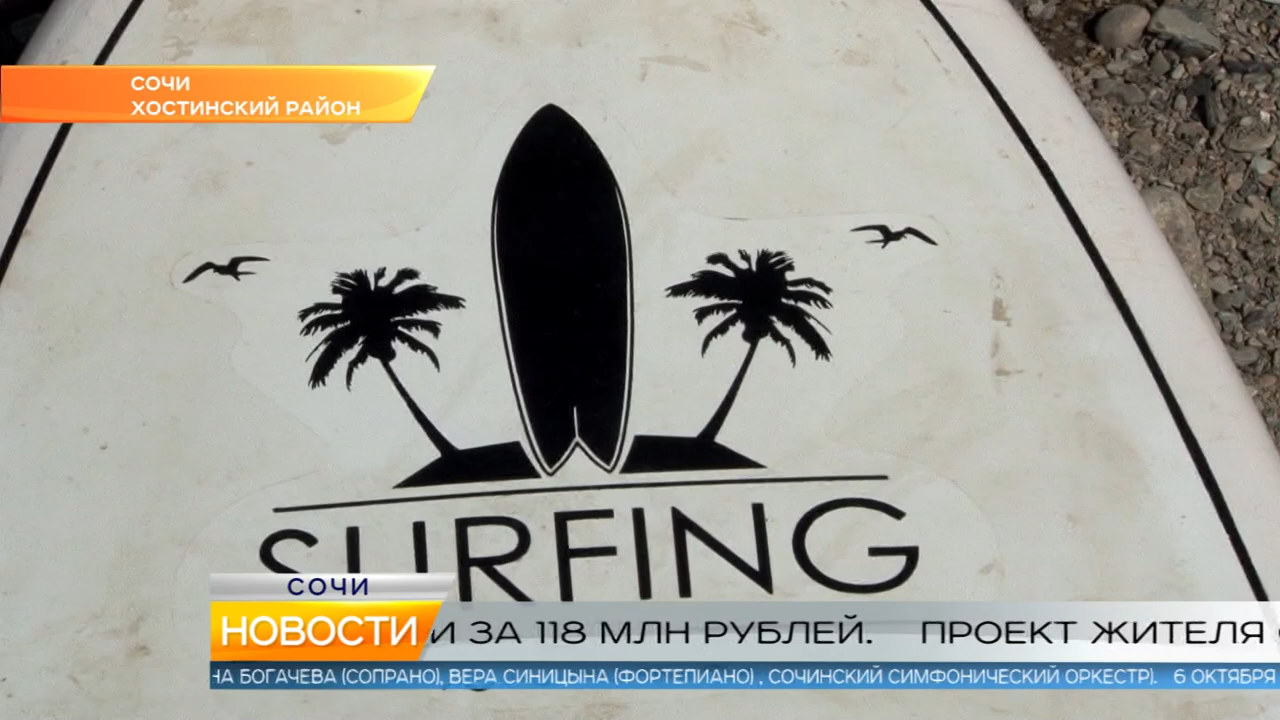 СОЧИ
ХОСТИНСКИЙ РАЙОН
SURFING
СОЧИ
НОВОСТИ
И ЗА 118 МЛН РУБЛЕЙ. ПРОЕКТ ЖИТЕЛЯ
НА БОГАЧЕВА (СОПРАНО), ВЕРА СИНИЦЫНА (ФОРТЕПИАНО) , СОЧИНСКИЙ СИМФОНИЧЕСКИЙ ОРКЕСТР). 6 ОКТЯБРЯ